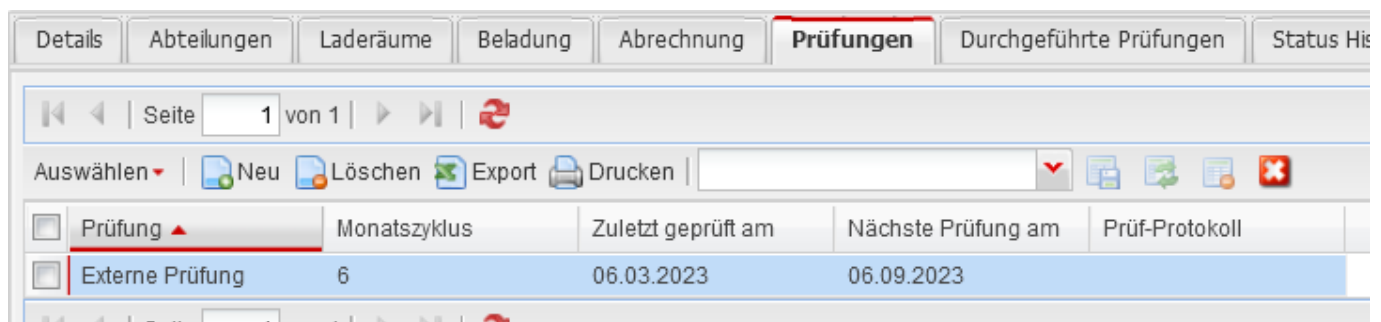 Details Abteilungen Laderäume Beladung Abrechnung Prüfungen Durchgeführte Prüfungen Status His
Seite 1 von 1
Auswählen Neu Löschen Export Drucken
Prüfung Monatszyklus Zuletzt geprüft am Nächste Prüfung am Prüf-Protokoll
Externe Prüfung 6 06.03.2023 06.09.2023